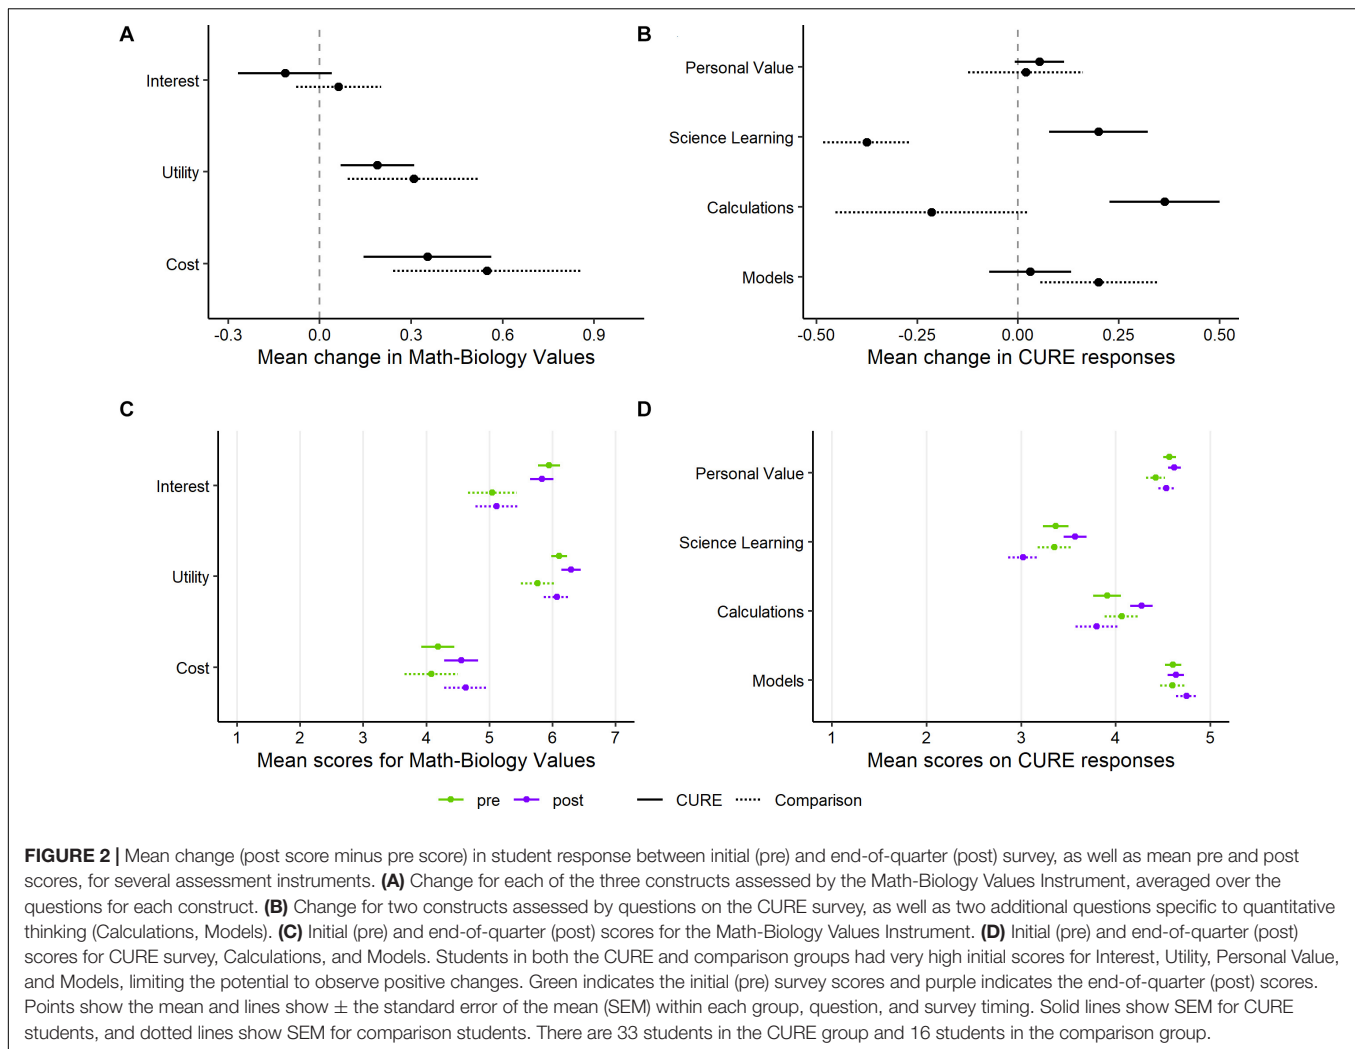 A
Interest
Utility
Cost
-0.3 0.0 0.3 0.6 0.9
Mean change in Math-Biology Values
B
Personal Value
Science Learning
Calculations
Models
-0.50 -0.25 0.00 0.25 0.50
Mean change in CURE responses
C
Interest
Utility
Cost
1 2 3 4 5 6 7
Mean scores for Math-Biology Values
D
Personal Value
Science Learning
Calculations
Models
1 2 3 4 5
Mean scores on CURE responses
pre post CURE Comparison
FIGURE 2 | Mean change (post score minus pre score) in student response between initial (pre) and end-of-quarter (post) survey, as well as mean pre and post
scores, for several assessment instruments. (A) Change for each of the three constructs assessed by the Math-Biology Values Instrument, averaged over the
questions for each construct. (B) Change for two constructs assessed by questions on the CURE survey, as well as two additional questions specific to quantitative
thinking (Calculations, Models). (C) Initial (pre) and end-of-quarter (post) scores for the Math-Biology Values Instrument. (D) Initial (pre) and end-of-quarter (post)
scores for CURE survey, Calculations, and Models. Students in both the CURE and comparison groups had very high initial scores for Interest, Utility, Personal Value,
and Models, limiting the potential to observe positive changes. Green indicates the initial (pre) survey scores and purple indicates the end-of-quarter (post) scores.
Points show the mean and lines show ± the standard error of the mean (SEM) within each group, question, and survey timing. Solid lines show SEM for CURE
students, and dotted lines show SEM for comparison students. There are 33 students in the CURE group and 16 students in the comparison group.